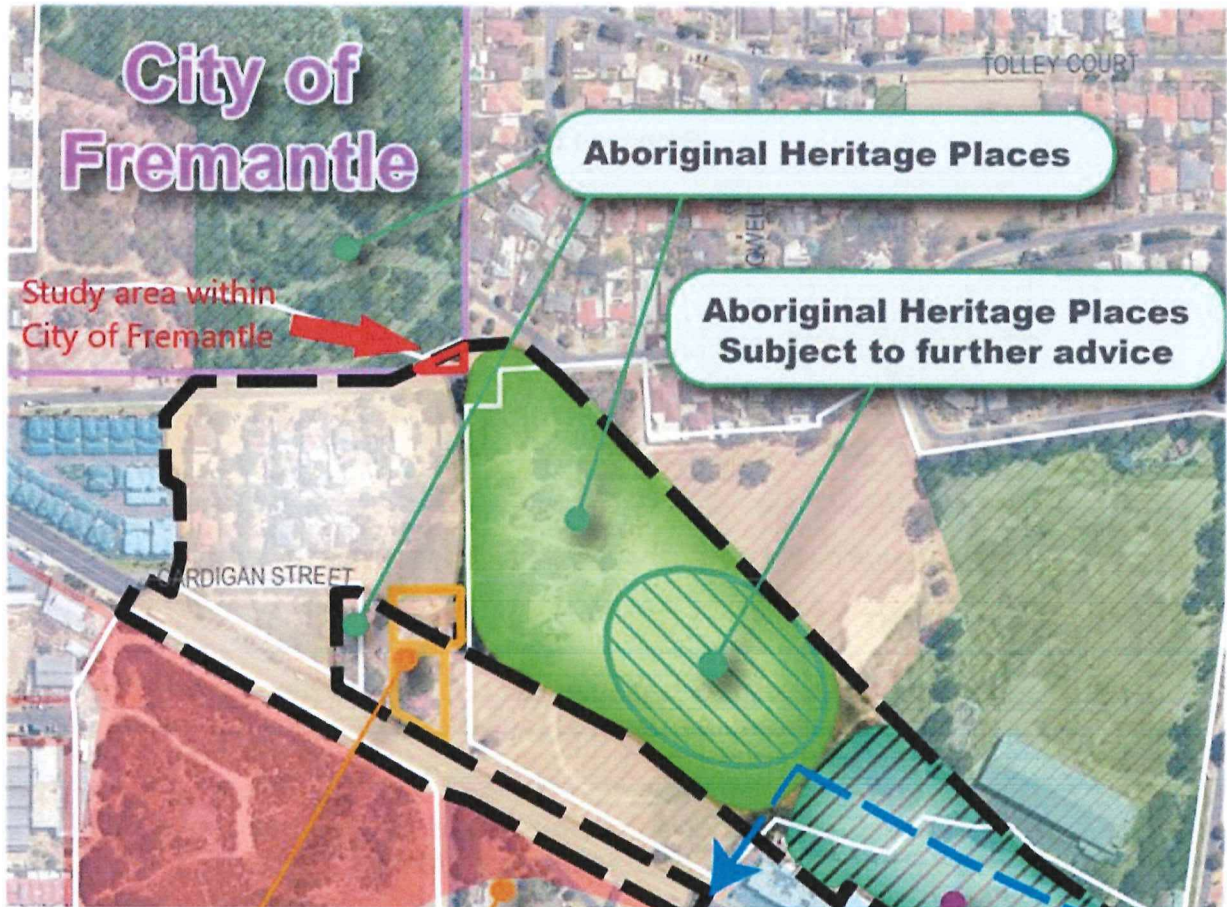 City of
Fremantle
TOLLEY COURT
Aboriginal Heritage Places
Study area within
City of Fremantle
Aboriginal Heritage Places
Subject to further advice
CARDIGAN STREET